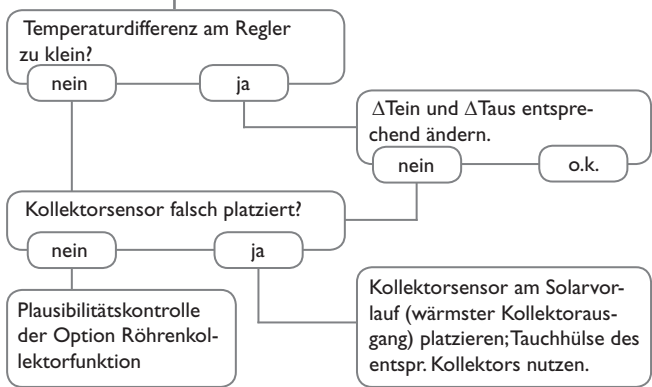 Temperaturdifferenz am Regler
zu klein?
nein
ja
ΔTein und ΔTaus entspre-
chend ändern.
nein
o.k.
Kollektorsensor falsch platziert?
nein
ja
Plausibilitätskontrolle
der Option Röhrenkol-
lektorfunktion
Kollektorsensor am Solarvor-
lauf (wärmster Kollektoraus-
gang) platzieren;Tauchhülse des
entspr. Kollektors nutzen.